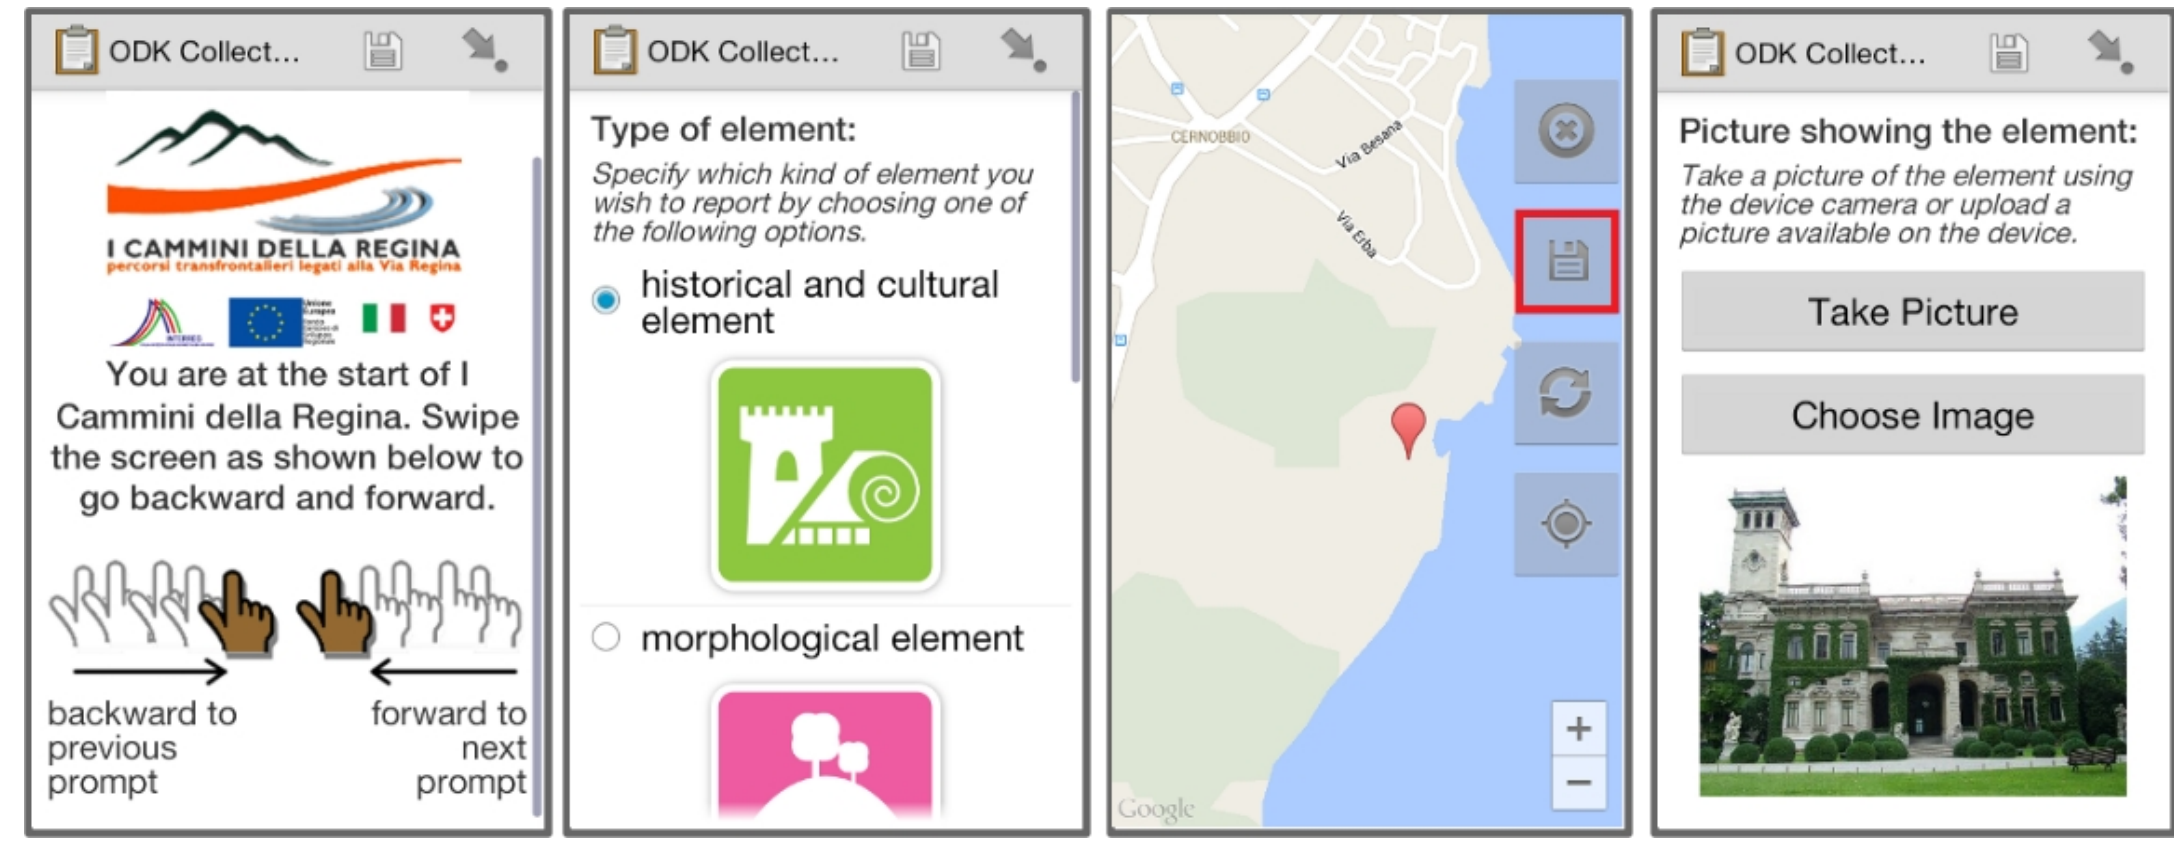 ODK Collect...
I CAMMINI DELLA REGINA
percorsi transfrontalieri legati alla Via Regina
INTERREG
Unione
Europea
You are at the start of I
Cammini della Regina. Swipe
the screen as shown below to
go backward and forward.
backward to
previous
prompt
forward to
next
prompt
ODK Collect...
Type of element:
Specify which kind of element you
wish to report by choosing one of
the following options.
historical and cultural
element
morphological element
CERNOBBIO
Via Besana
Via Erba
+
−
Google
ODK Collect...
Picture showing the element:
Take a picture of the element using
the device camera or upload a
picture available on the device.
Take Picture
Choose Image